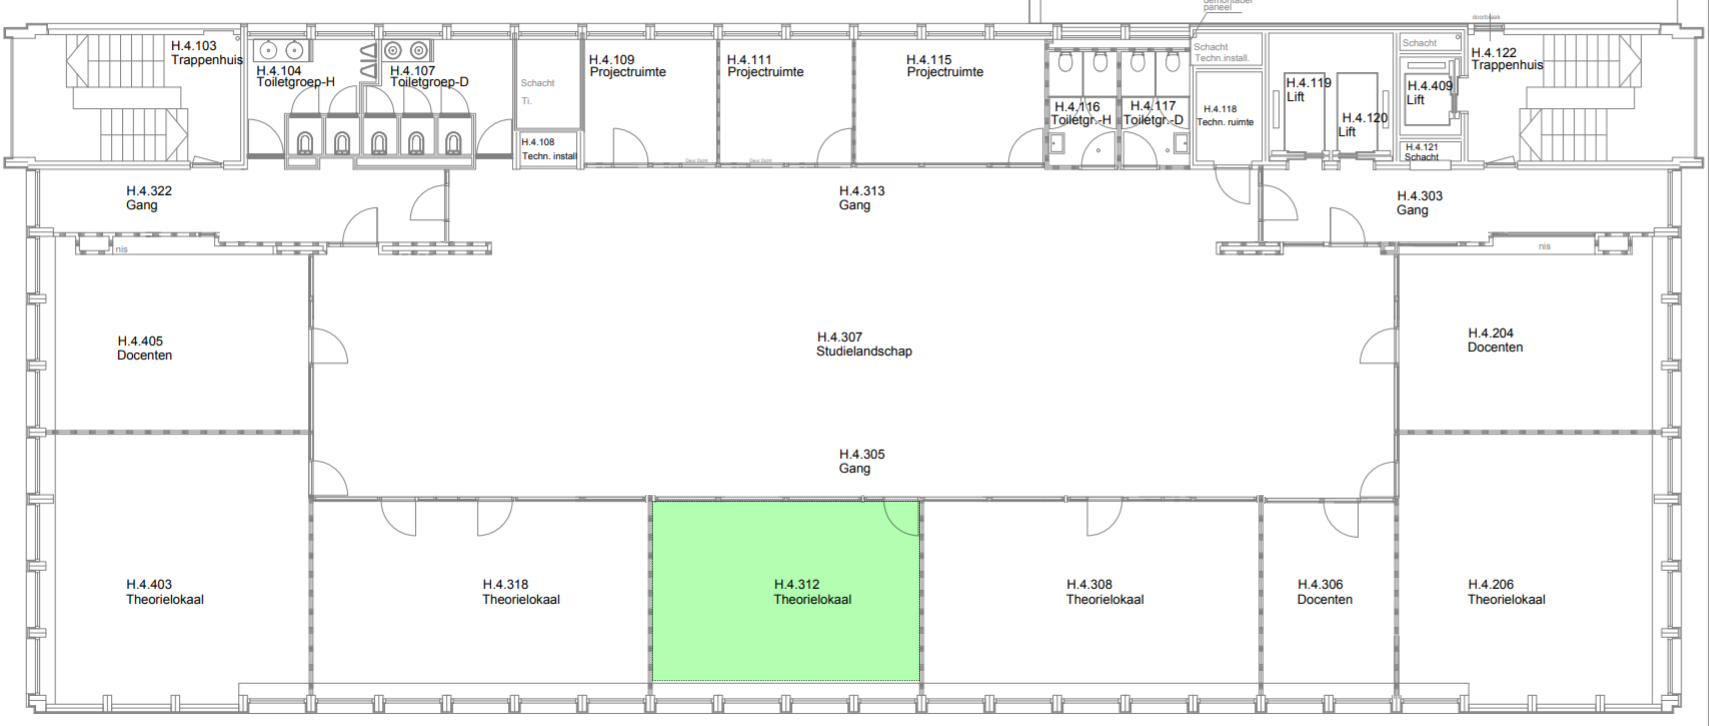 demontabel
paneel
doorbraak
H.4.103
Trappenhuis
H.4.104
Toiletgroep-H
H.4.107
Toiletgroep-D
Schacht
Ti.
H.4.108
Techn. install
H.4.109
Projectruimte
H.4.111
Projectruimte
H.4.115
Projectruimte
H.4.116
Toiletgr.-H
H.4.117
Toiletgr.-D
Schacht
Techn.install.
H.4.118
Techn. ruimte
H.4.119
Lift
H.4.120
Lift
Schacht
H.4.409
Lift
H.4.121
Schacht
H.4.122
Trappenhuis
H.4.322
Gang
H.4.313
Gang
H.4.303
Gang
nis
nis
H.4.405
Docenten
H.4.307
Studielandschap
H.4.204
Docenten
H.4.305
Gang
H.4.403
Theorielokaal
H.4.318
Theorielokaal
H.4.312
Theorielokaal
H.4.308
Theorielokaal
H.4.306
Docenten
H.4.206
Theorielokaal